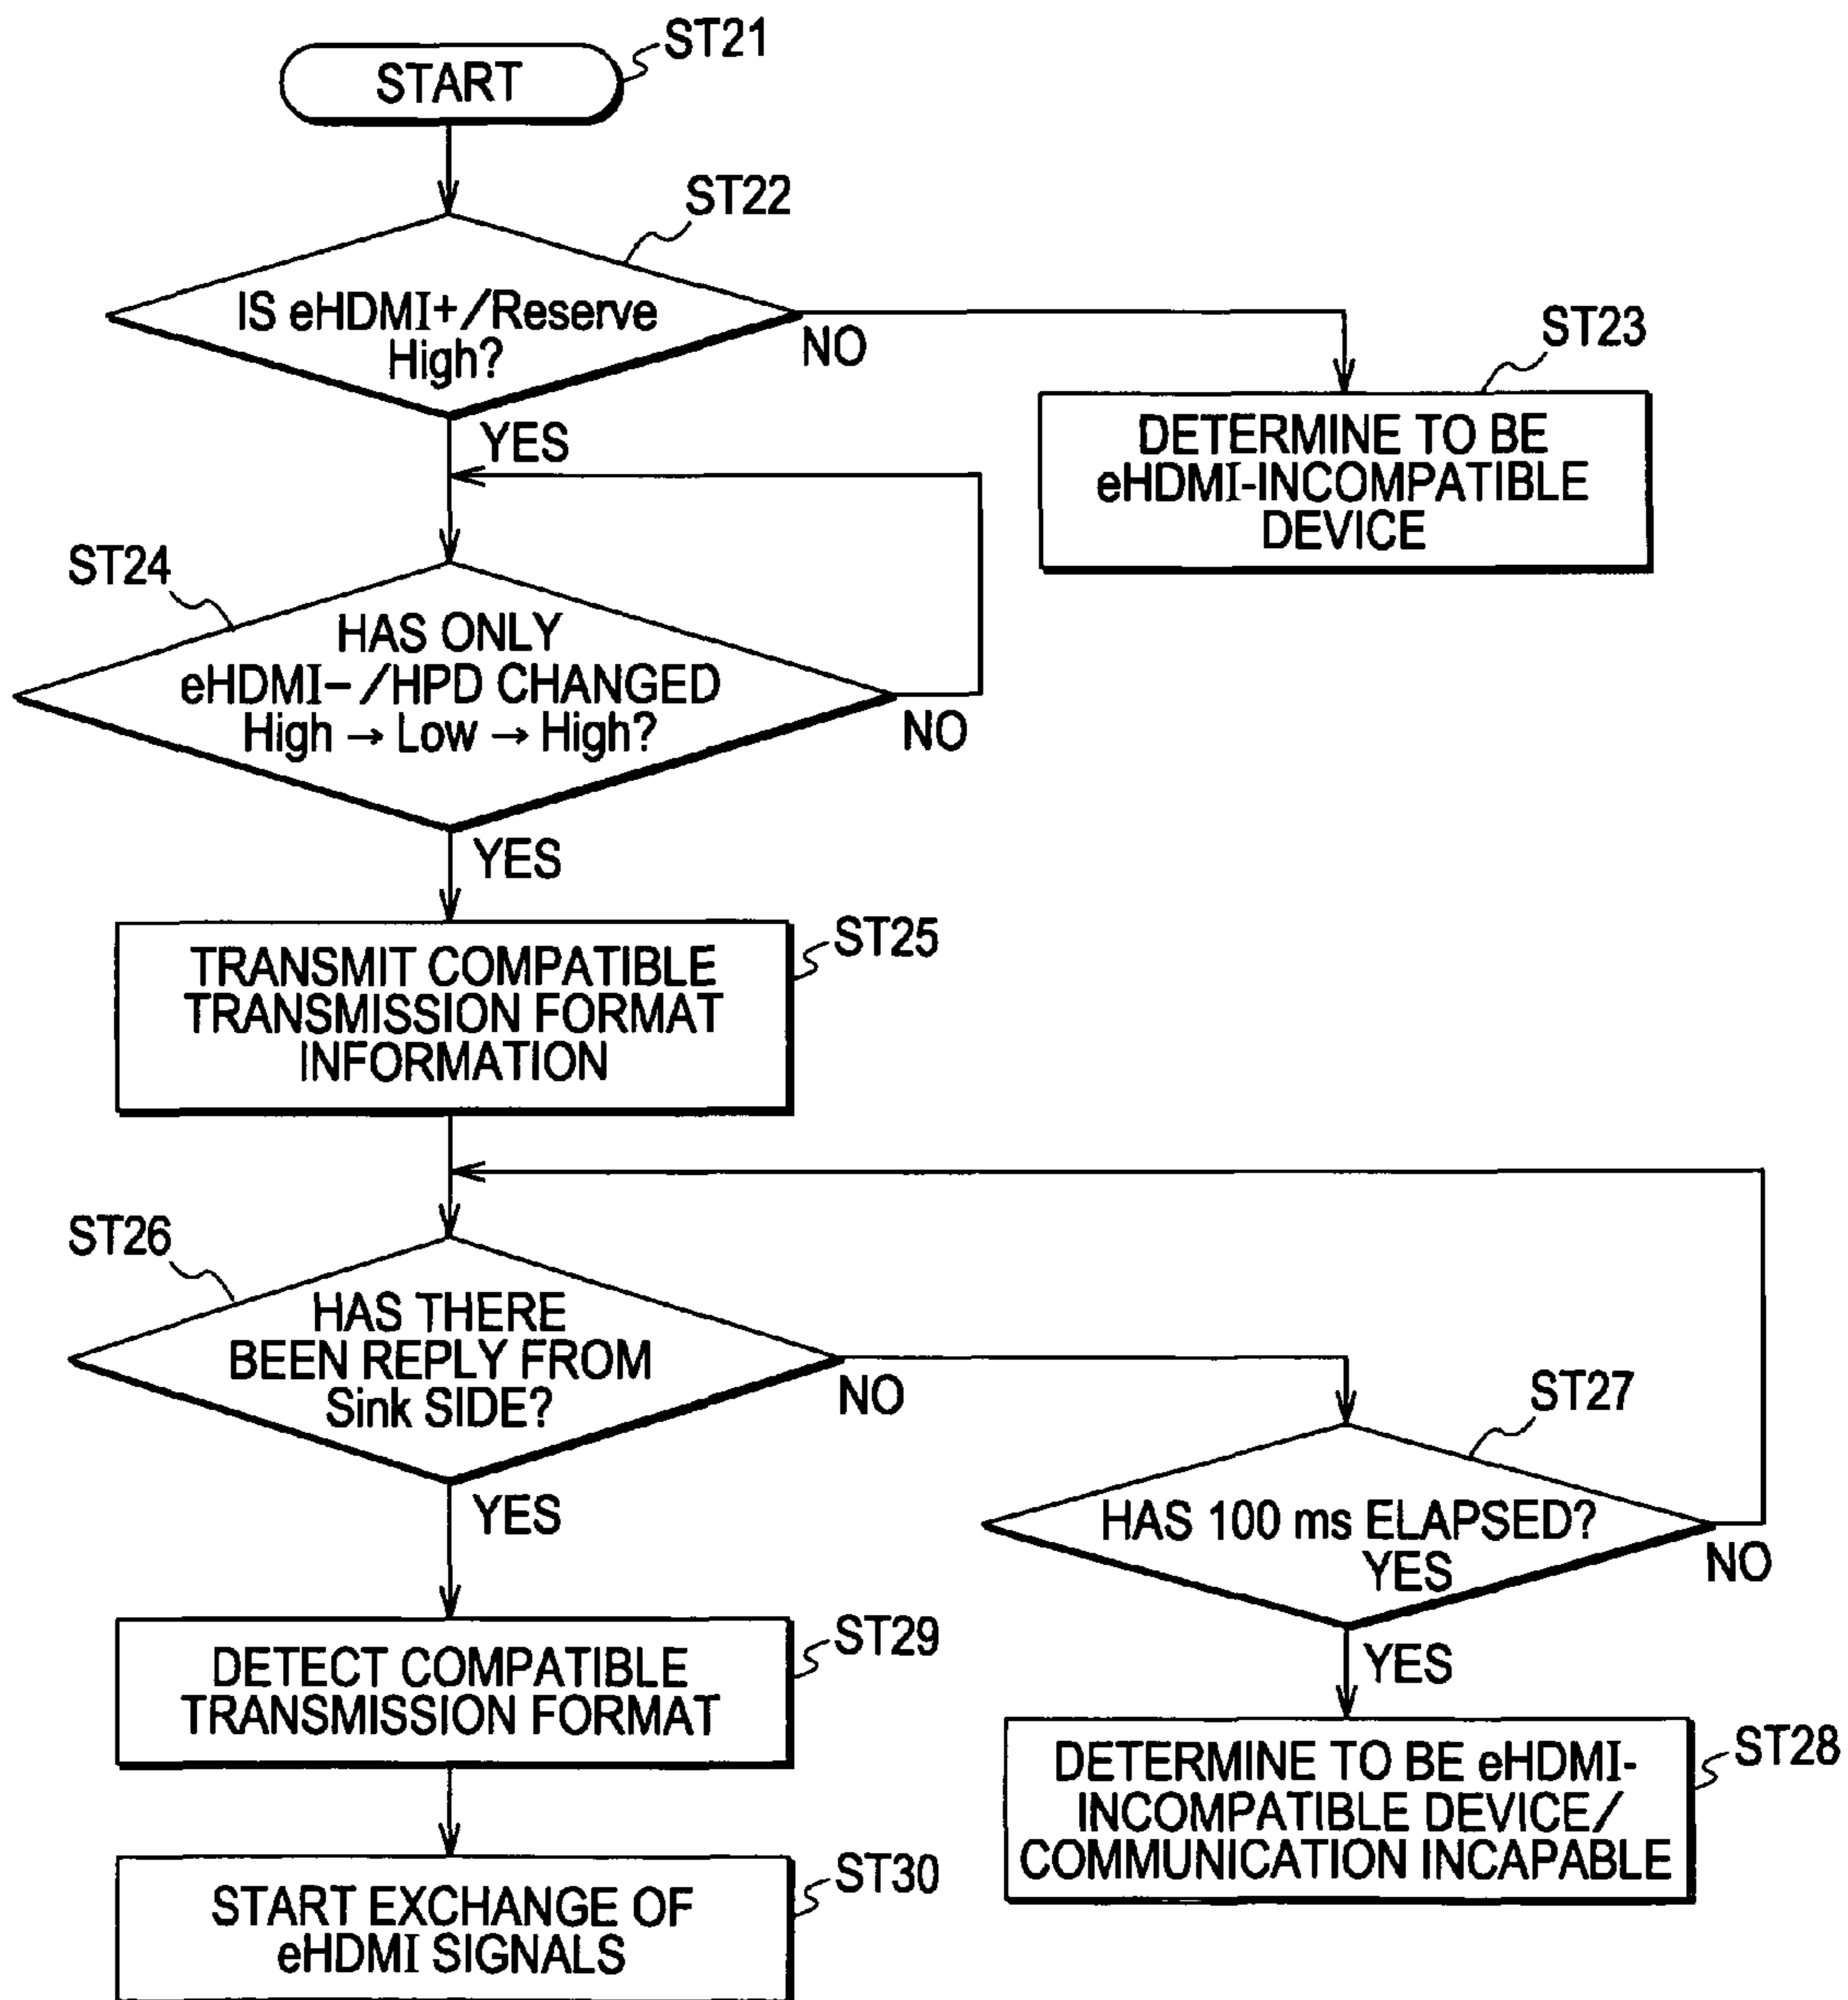 START
ST21
ST22
IS eHDMI+/Reserve
High?
NO
YES
ST23
DETERMINE TO BE
eHDMI-INCOMPATIBLE
DEVICE
ST24
HAS ONLY
eHDMI-/HPD CHANGED
High → Low → High?
NO
YES
ST25
TRANSMIT COMPATIBLE
TRANSMISSION FORMAT
INFORMATION
ST26
HAS THERE
BEEN REPLY FROM
Sink SIDE?
NO
YES
ST27
HAS 100 ms ELAPSED?
YES
NO
YES
ST28
DETERMINE TO BE eHDMI-
INCOMPATIBLE DEVICE/
COMMUNICATION INCAPABLE
ST29
DETECT COMPATIBLE
TRANSMISSION FORMAT
ST30
START EXCHANGE OF
eHDMI SIGNALS